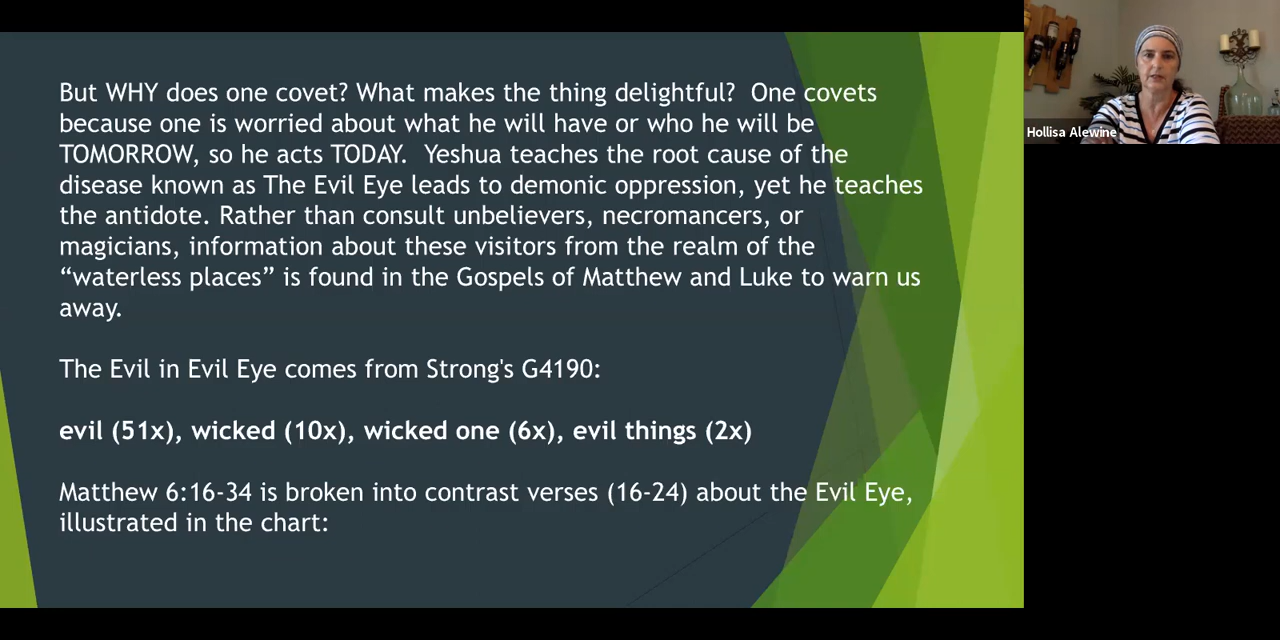 But WHY does one covet? What makes the thing delightful?  One covets
because one is worried about what he will have or who he will be
TOMORROW, so he acts TODAY.  Yeshua teaches the root cause of the
disease known as The Evil Eye leads to demonic oppression, yet he teaches
the antidote. Rather than consult unbelievers, necromancers, or
magicians, information about these visitors from the realm of the
“waterless places” is found in the Gospels of Matthew and Luke to warn us
away.
The Evil in Evil Eye comes from Strong's G4190:
evil (51x), wicked (10x), wicked one (6x), evil things (2x)
Matthew 6:16-34 is broken into contrast verses (16-24) about the Evil Eye,
illustrated in the chart:
Hollisa Alewine